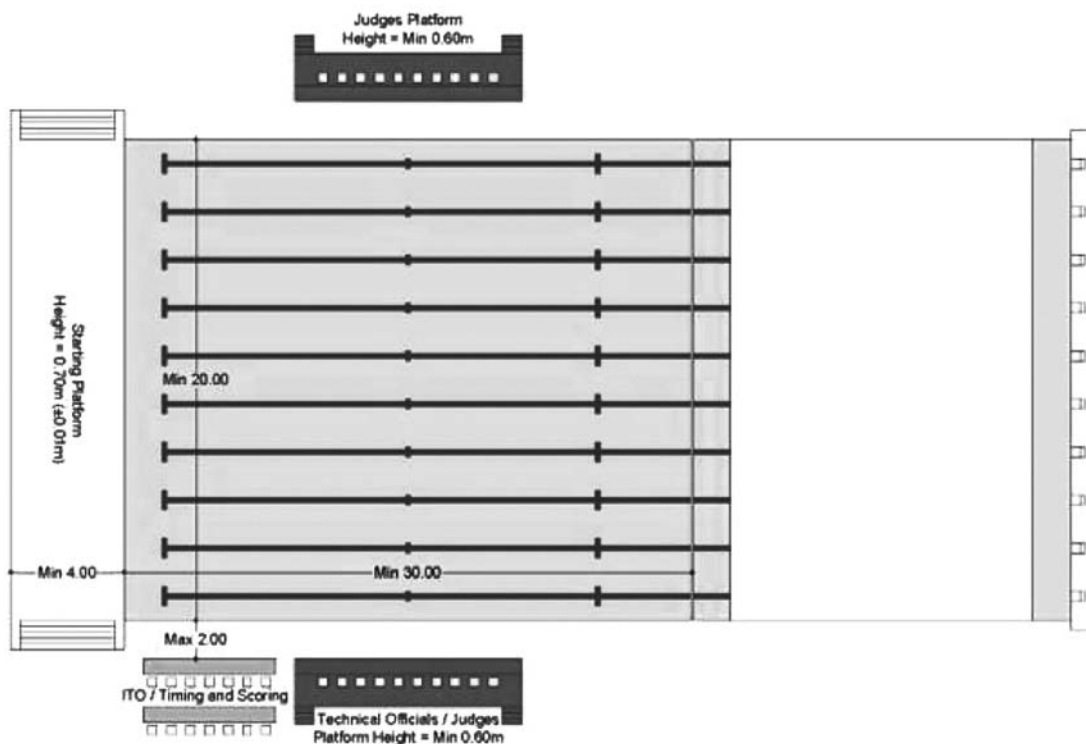 Judges Platform
Height = Min 0.60m
Starting Platform
Height = 0.70m (±0.01m)
Min 20.00
Min 4.00
Min 30.00
Max 2.00
ITO / Timing and Scoring
Technical Officials / Judges
Platform Height = Min 0.60m